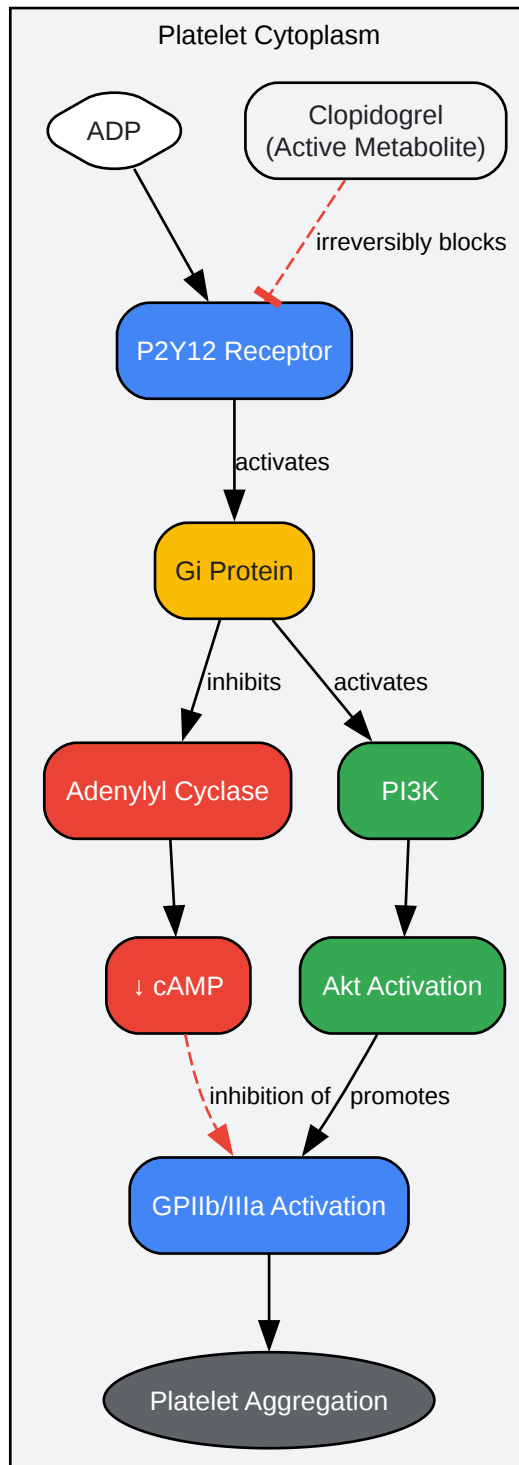 Platelet Cytoplasm
ADP
Clopidogrel
(Active Metabolite)
irreversibly blocks
P2Y12 Receptor
activates
Gi Protein
inhibits
activates
Adenylyl Cyclase
PI3K
↓ cAMP
Akt Activation
inhibition of
promotes
GPIIb/IIIa Activation
Platelet Aggregation